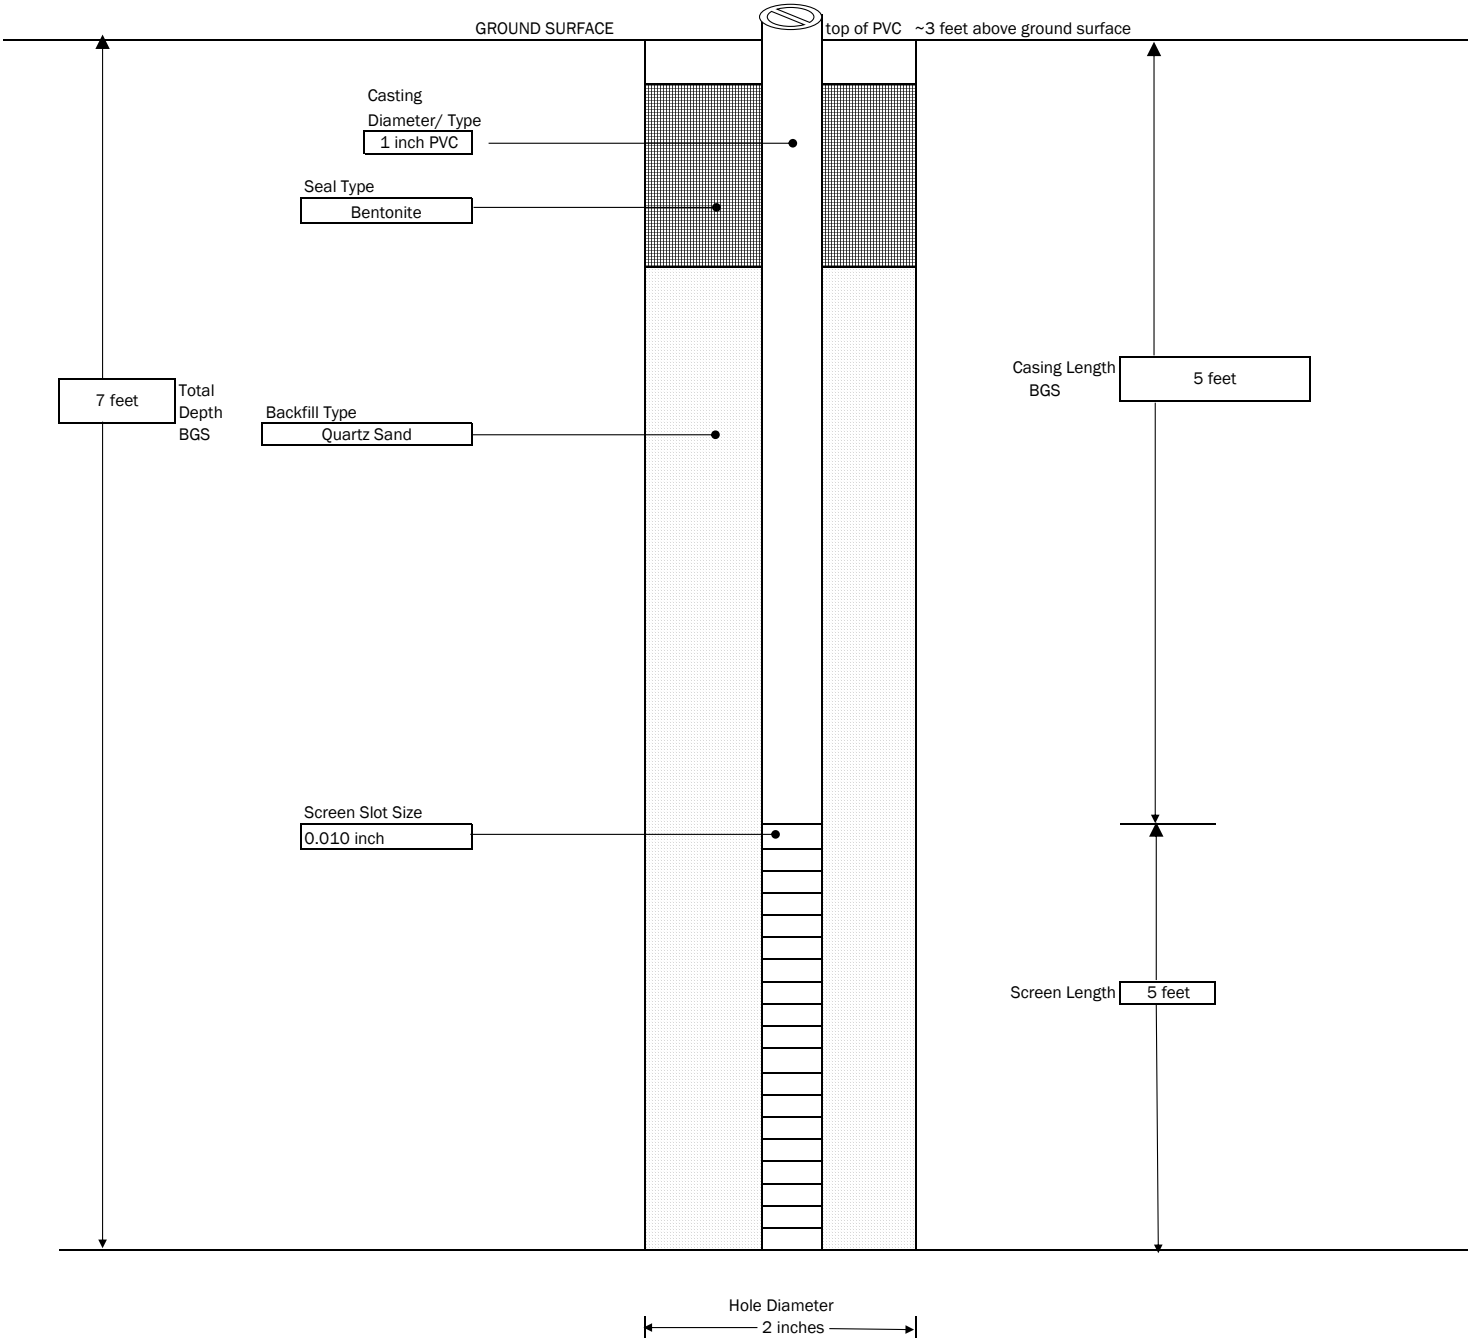 GROUND SURFACE
top of PVC ~3 feet above ground surface
Casting
Diameter/ Type
1 inch PVC
Seal Type
Bentonite
7 feet
Total
Depth
BGS
Backfill Type
Quartz Sand
Casing Length
BGS
5 feet
Screen Slot Size
0.010 inch
Screen Length
5 feet
Hole Diameter
2 inches